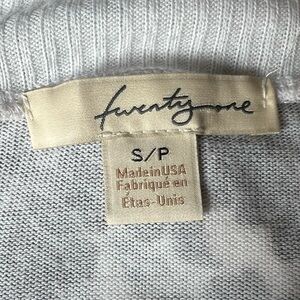 twenty one
S/P
Made in USA
Fabriqué en
États-Unis